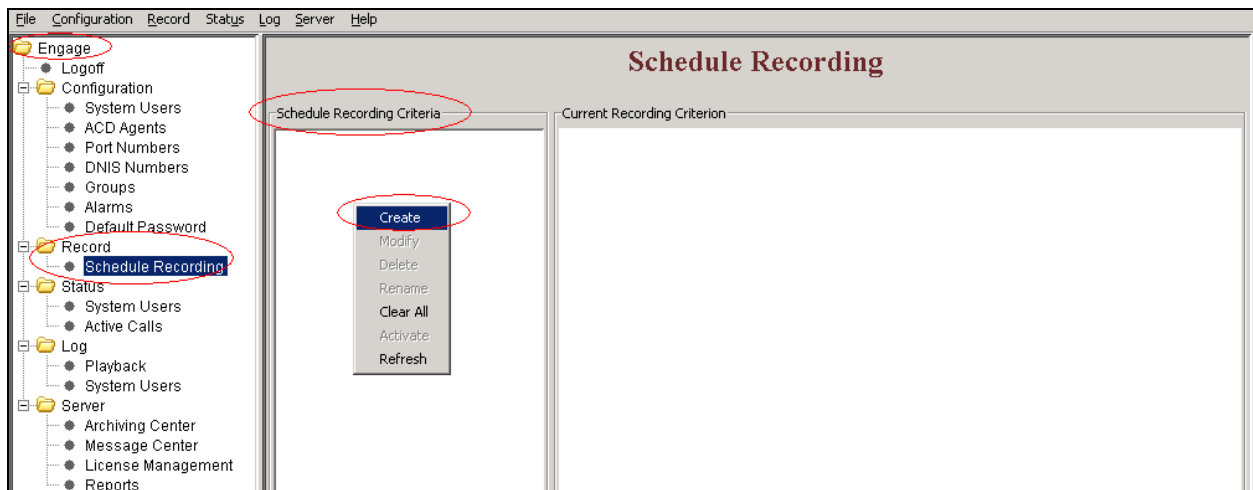 File Configuration Record Status Log Server Help
Engage
Logoff
Configuration
System Users
ACD Agents
Port Numbers
DNIS Numbers
Groups
Alarms
Default Password
Record
Schedule Recording
Status
System Users
Active Calls
Log
Playback
System Users
Server
Archiving Center
Message Center
License Management
Reports
Schedule Recording
Schedule Recording Criteria
Create
Modify
Delete
Rename
Clear All
Activate
Refresh
Current Recording Criterion